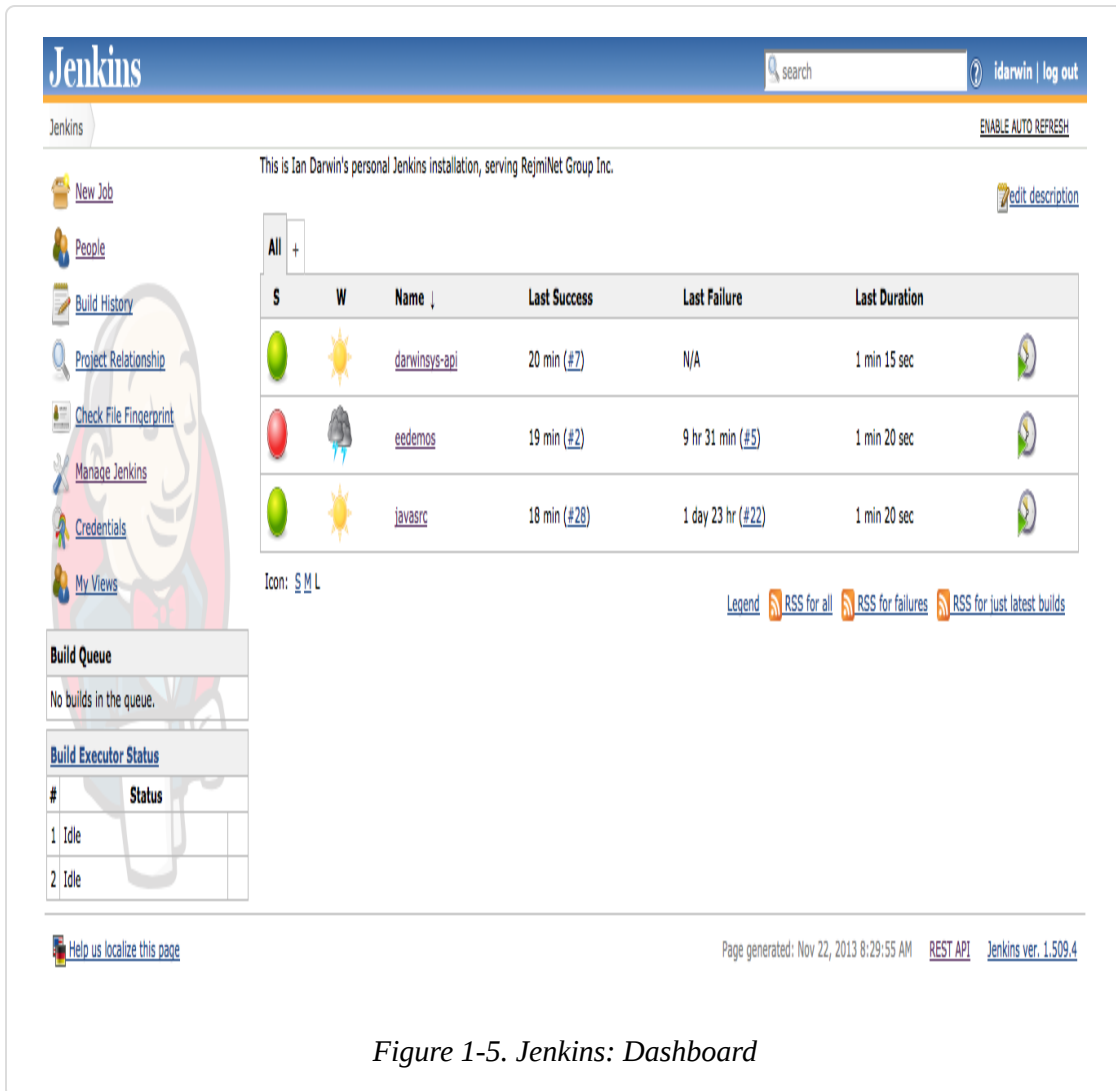 Jenkins
search
idarwin | log out
Jenkins
ENABLE AUTO REFRESH
New Job
People
Build History
Project Relationship
Check File Fingerprint
Manage Jenkins
Credentials
My Views
Build Queue
No builds in the queue.
Build Executor Status
# Status
1 Idle
2 Idle
This is Ian Darwin's personal Jenkins installation, serving RejmiNet Group Inc.
edit description
All +
S W Name ↓ Last Success Last Failure Last Duration
darwinsys-api 20 min (#7) N/A 1 min 15 sec
eedemos 19 min (#2) 9 hr 31 min (#5) 1 min 20 sec
javasrc 18 min (#28) 1 day 23 hr (#22) 1 min 20 sec
Icon: S M L
Legend RSS for all RSS for failures RSS for just latest builds
Help us localize this page
Page generated: Nov 22, 2013 8:29:55 AM REST API Jenkins ver. 1.509.4
Figure 1-5. Jenkins: Dashboard